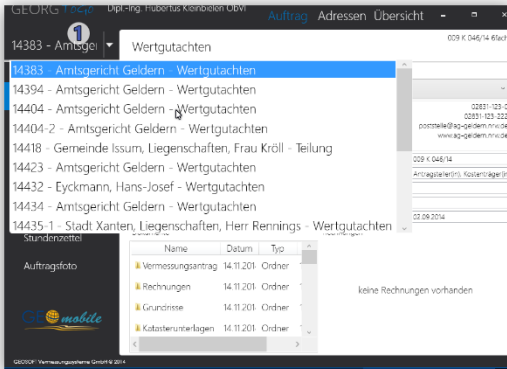 GEORG Dipl.-Ing. Hubertus Kleinbielen ÖbVI Auftrag Adressen Übersicht
1
14383 - Amtsger Wertgutachten 009 K 046/14 6fach
14383 - Amtsgericht Geldern - Wertgutachten
14394 - Amtsgericht Geldern - Wertgutachten
14404 - Amtsgericht Geldern - Wertgutachten
14404-2 - Amtsgericht Geldern - Wertgutachten
14418 - Gemeinde Issum, Liegenschaften, Frau Kröll - Teilung
14423 - Amtsgericht Geldern - Wertgutachten
14432 - Eyckmann, Hans-Josef - Wertgutachten
14434 - Amtsgericht Geldern - Wertgutachten
14435-1 - Stadt Xanten, Liegenschaften, Herr Rennings - Wertgutachten
02831-123-0
02831-123-222
poststelle@ag-geldern.nrw.de
www.ag-geldern.nrw.de
009 K 046/14
Antragsteller(in), Kostenträger(in)
02.09.2014
Stundenzettel
Auftragsfoto
Name Datum Typ
Vermessungsantrag 14.11.201 Ordner
Rechnungen 14.11.201 Ordner
Grundrisse 14.11.201 Ordner
Katasterunterlagen 14.11.201 Ordner
keine Rechnungen vorhanden
GEO mobile
GEOSOFT Vermessungssysteme GmbH © 2014